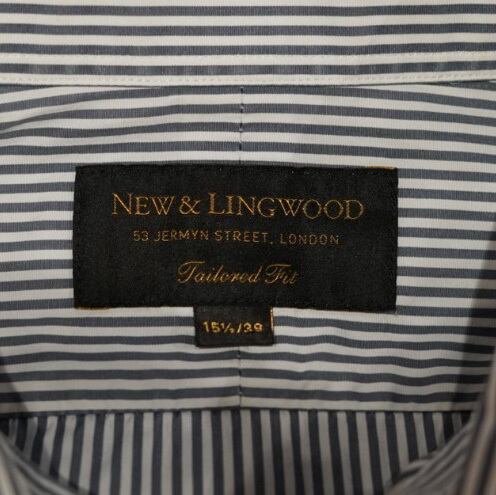 NEW & LINGWOOD
53 JERMYN STREET, LONDON
Tailored Fit
15½/39